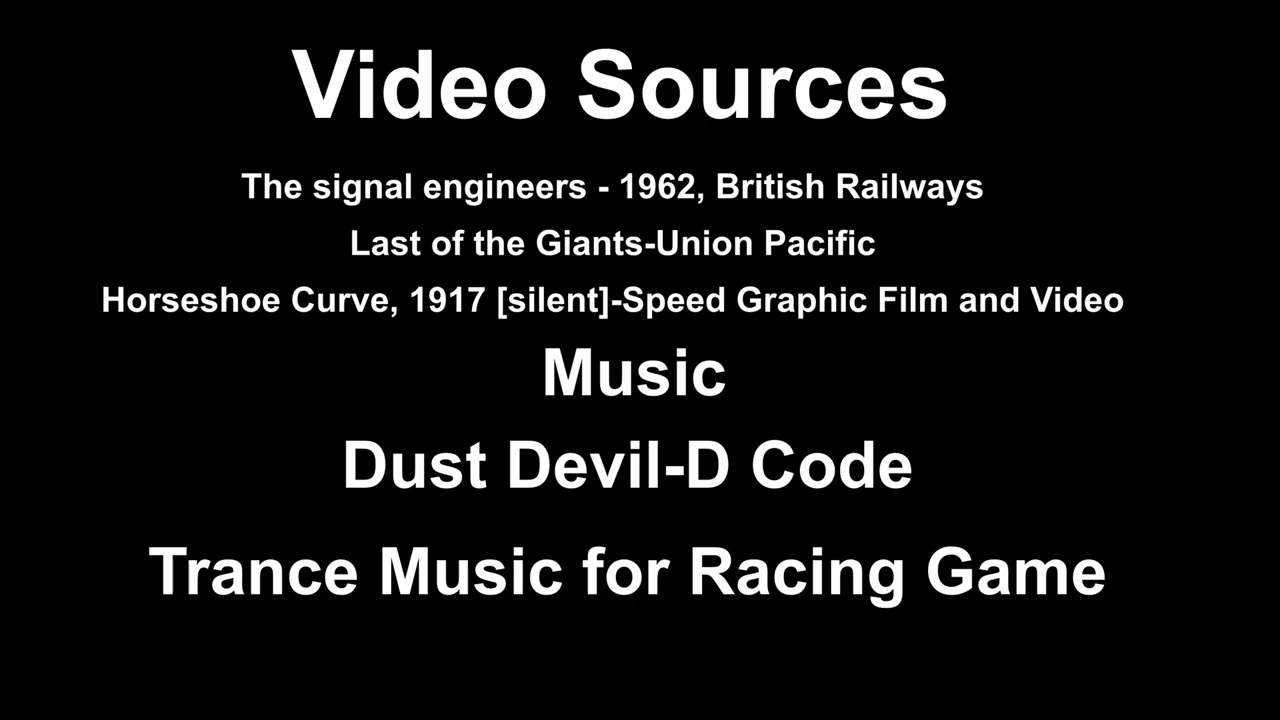 Video Sources
The signal engineers - 1962, British Railways
Last of the Giants-Union Pacific
Horseshoe Curve, 1917 [silent]-Speed Graphic Film and Video
Music
Dust Devil-D Code
Trance Music for Racing Game